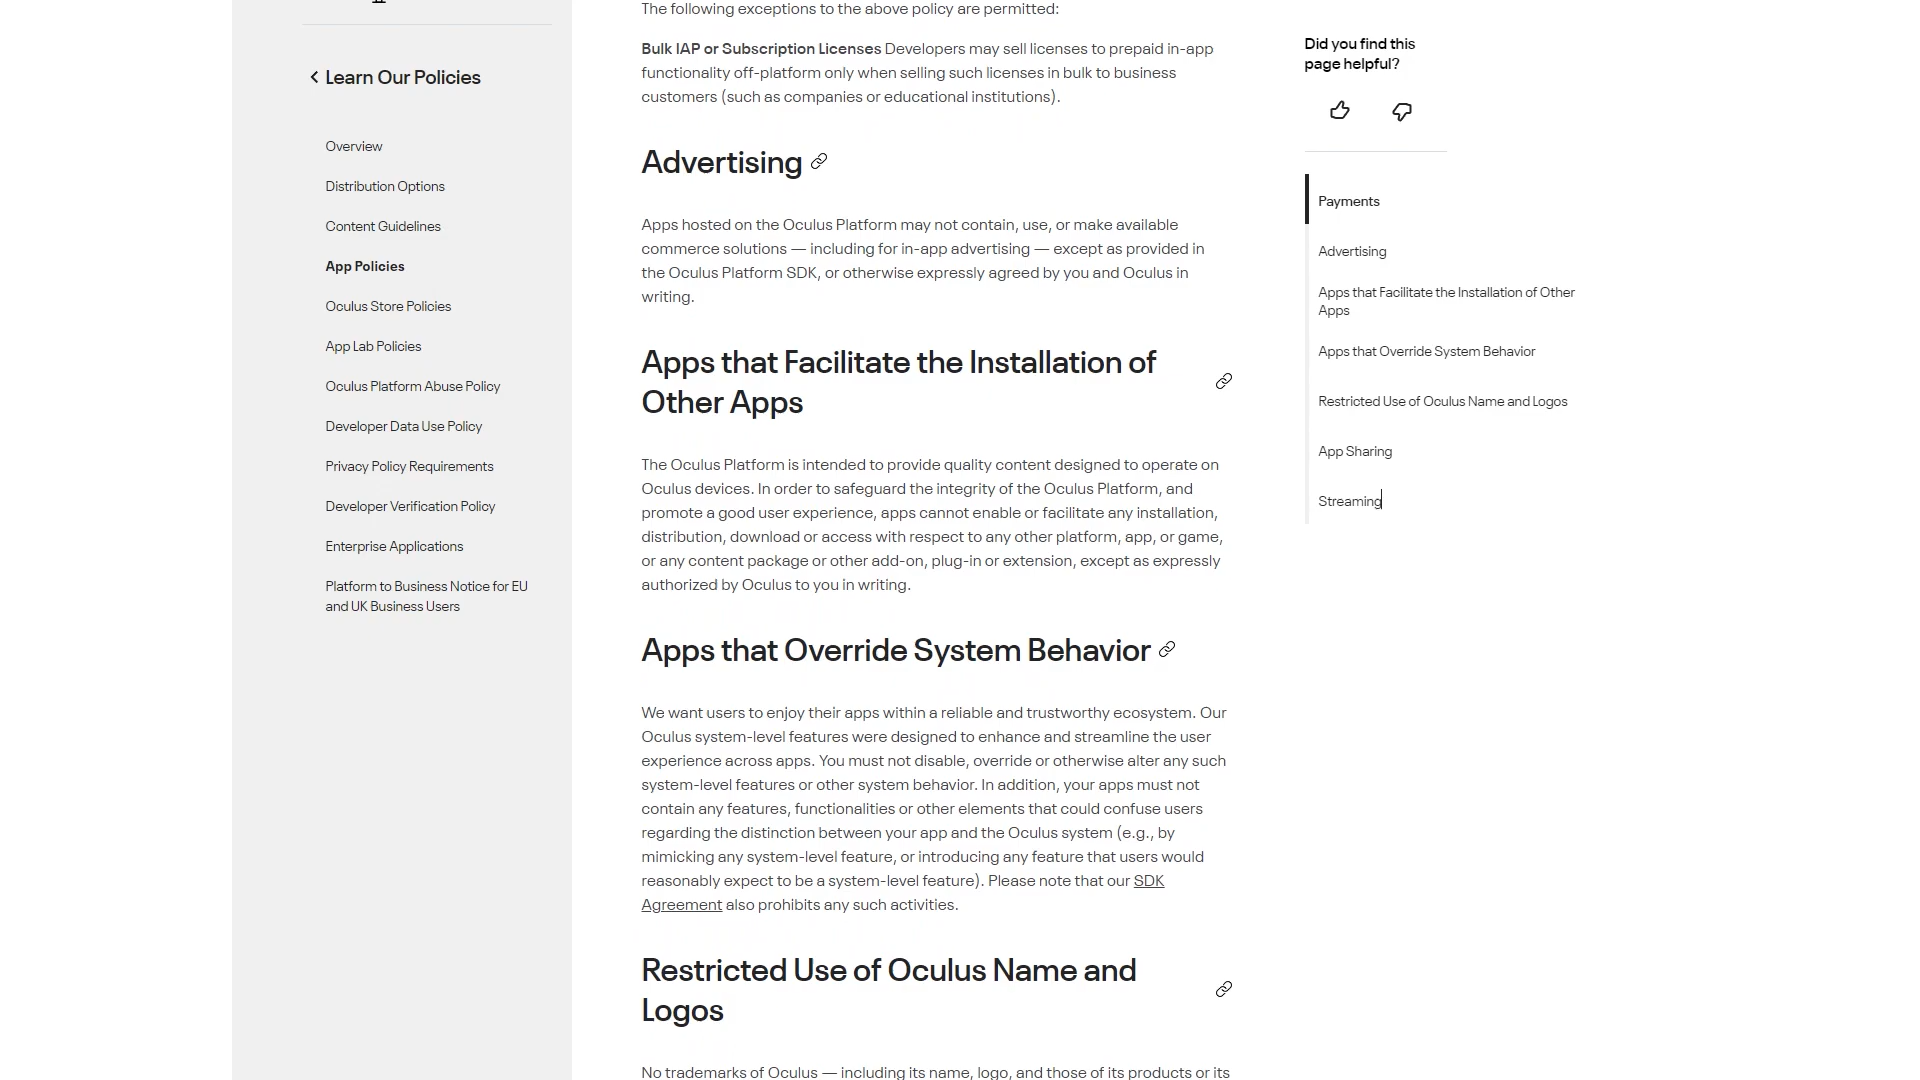 Learn Our Policies
Overview
Distribution Options
Content Guidelines
App Policies
Oculus Store Policies
App Lab Policies
Oculus Platform Abuse Policy
Developer Data Use Policy
Privacy Policy Requirements
Developer Verification Policy
Enterprise Applications
Platform to Business Notice for EU
and UK Business Users
The following exceptions to the above policy are permitted:
Bulk IAP or Subscription Licenses Developers may sell licenses to prepaid in-app
functionality off-platform only when selling such licenses in bulk to business
customers (such as companies or educational institutions).
Advertising
Apps hosted on the Oculus Platform may not contain, use, or make available
commerce solutions — including for in-app advertising — except as provided in
the Oculus Platform SDK, or otherwise expressly agreed by you and Oculus in
writing.
Apps that Facilitate the Installation of
Other Apps
The Oculus Platform is intended to provide quality content designed to operate on
Oculus devices. In order to safeguard the integrity of the Oculus Platform, and
promote a good user experience, apps cannot enable or facilitate any installation,
distribution, download or access with respect to any other platform, app, or game,
or any content package or other add-on, plug-in or extension, except as expressly
authorized by Oculus to you in writing.
Apps that Override System Behavior
We want users to enjoy their apps within a reliable and trustworthy ecosystem. Our
Oculus system-level features were designed to enhance and streamline the user
experience across apps. You must not disable, override or otherwise alter any such
system-level features or other system behavior. In addition, your apps must not
contain any features, functionalities or other elements that could confuse users
regarding the distinction between your app and the Oculus system (e.g., by
mimicking any system-level feature, or introducing any feature that users would
reasonably expect to be a system-level feature). Please note that our SDK
Agreement also prohibits any such activities.
Restricted Use of Oculus Name and
Logos
No trademarks of Oculus — including its name, logo, and those of its products or its
Did you find this
page helpful?
Payments
Advertising
Apps that Facilitate the Installation of Other
Apps
Apps that Override System Behavior
Restricted Use of Oculus Name and Logos
App Sharing
Streaming